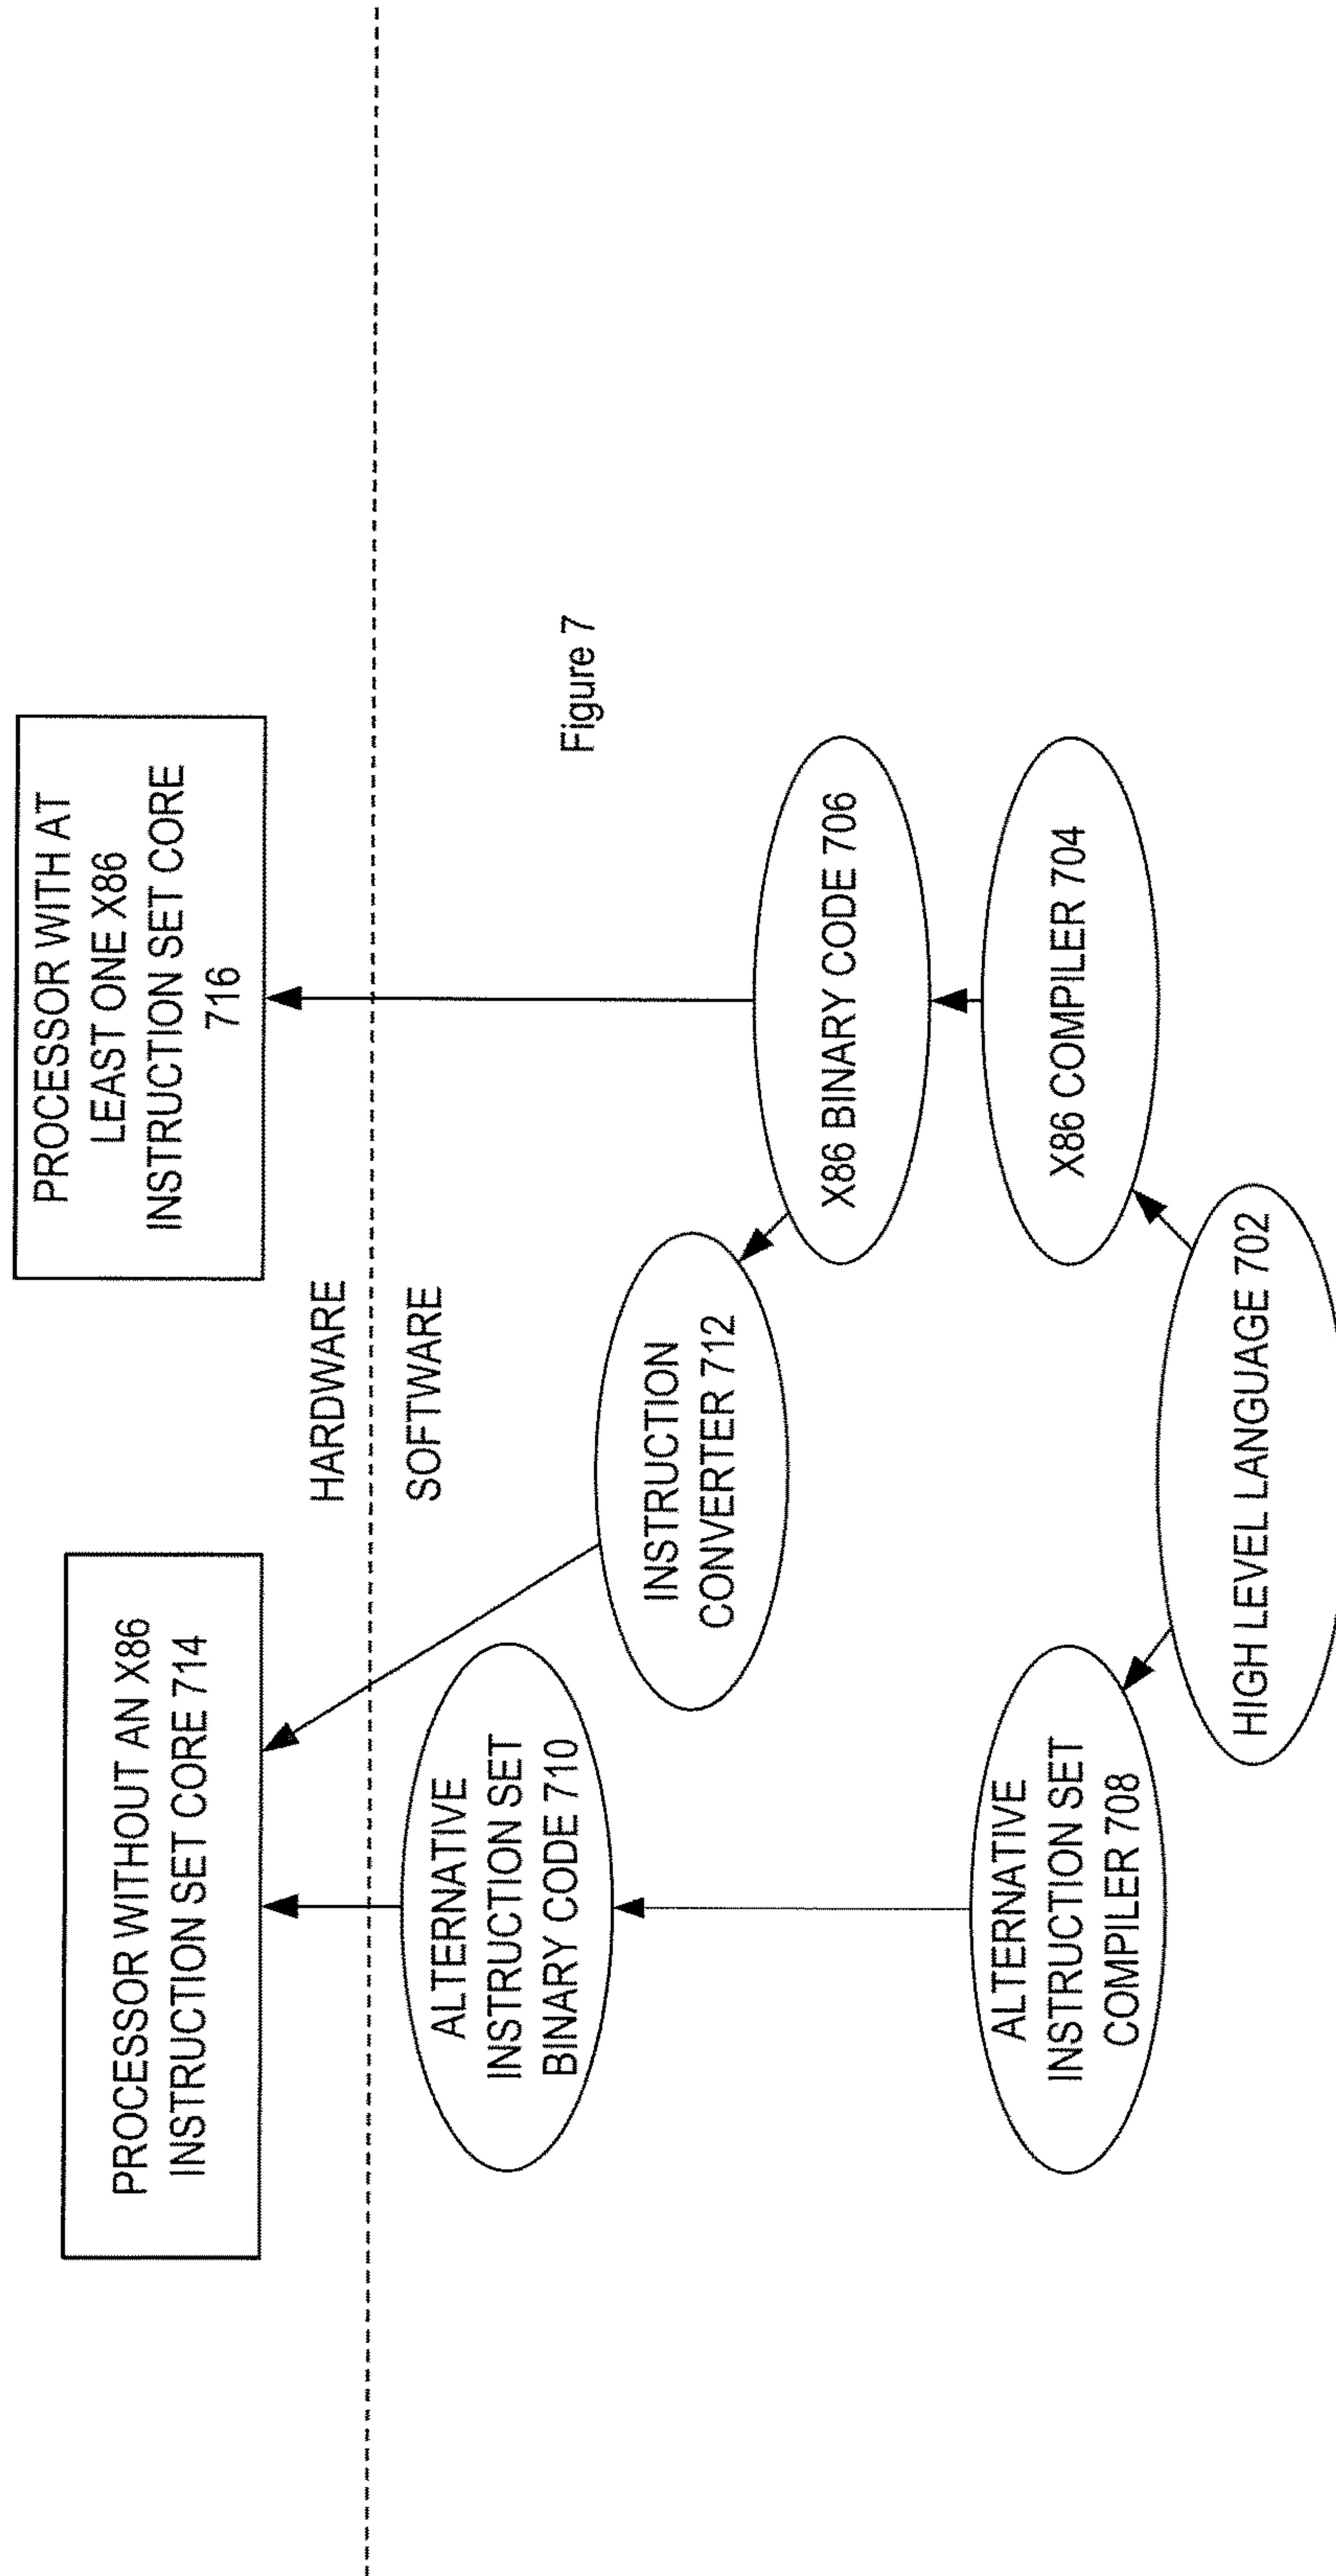 PROCESSOR WITHOUT AN X86
INSTRUCTION SET CORE 714
PROCESSOR WITH AT
LEAST ONE X86
INSTRUCTION SET CORE
716
HARDWARE
SOFTWARE
ALTERNATIVE
INSTRUCTION SET
BINARY CODE 710
INSTRUCTION
CONVERTER 712
Figure 7
X86 BINARY CODE 706
ALTERNATIVE
INSTRUCTION SET
COMPILER 708
X86 COMPILER 704
HIGH LEVEL LANGUAGE 702